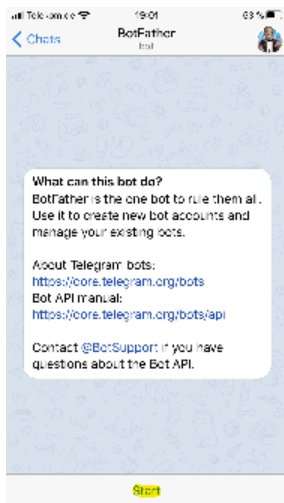 Telekom.de 19:01 63 %
Chats
BotFather
bot
What can this bot do?
BotFather is the one bot to rule them all.
Use it to create new bot accounts and
manage your existing bots.
About Telegram bots:
https://core.telegram.org/bots
Bot API manual:
https://core.telegram.org/bots/api
Contact @BotSupport if you have
questions about the Bot API.
Start